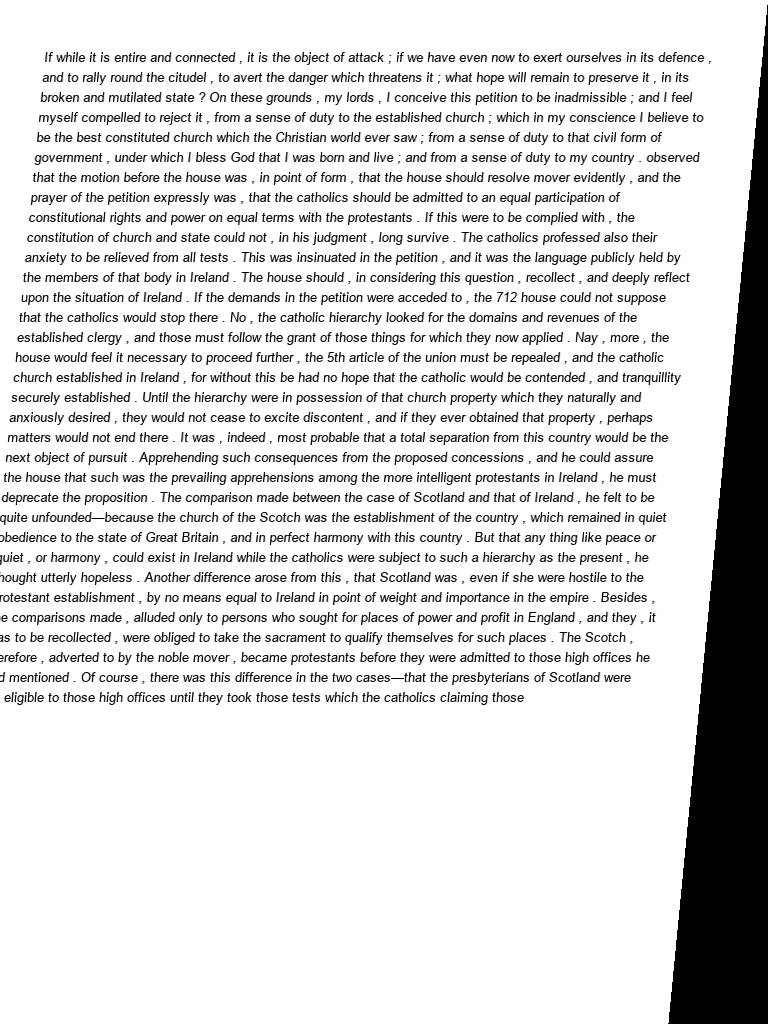 If while it is entire and connected , it is the object of attack ; if we have even now to exert ourselves in its defence ,
and to rally round the citudel , to avert the danger which threatens it ; what hope will remain to preserve it , in its
broken and mutilated state ? On these grounds , my lords , I conceive this petition to be inadmissible ; and I feel
myself compelled to reject it , from a sense of duty to the established church ; which in my conscience I believe to
be the best constituted church which the Christian world ever saw ; from a sense of duty to that civil form of
government , under which I bless God that I was born and live ; and from a sense of duty to my country . observed
that the motion before the house was , in point of form , that the house should resolve mover evidently , and the
prayer of the petition expressly was , that the catholics should be admitted to an equal participation of
constitutional rights and power on equal terms with the protestants . If this were to be complied with , the
constitution of church and state could not , in his judgment , long survive . The catholics professed also their
anxiety to be relieved from all tests . This was insinuated in the petition , and it was the language publicly held by
the members of that body in Ireland . The house should , in considering this question , recollect , and deeply reflect
upon the situation of Ireland . If the demands in the petition were acceded to , the 712 house could not suppose
that the catholics would stop there . No , the catholic hierarchy looked for the domains and revenues of the
established clergy , and those must follow the grant of those things for which they now applied . Nay , more , the
house would feel it necessary to proceed further , the 5th article of the union must be repealed , and the catholic
church established in Ireland , for without this be had no hope that the catholic would be contended , and tranquillity
securely established . Until the hierarchy were in possession of that church property which they naturally and
anxiously desired , they would not cease to excite discontent , and if they ever obtained that property , perhaps
matters would not end there . It was , indeed , most probable that a total separation from this country would be the
next object of pursuit . Apprehending such consequences from the proposed concessions , and he could assure
the house that such was the prevailing apprehensions among the more intelligent protestants in Ireland , he must
deprecate the proposition . The comparison made between the case of Scotland and that of Ireland , he felt to be
quite unfounded—because the church of the Scotch was the establishment of the country , which remained in quiet
obedience to the state of Great Britain , and in perfect harmony with this country . But that any thing like peace or
quiet , or harmony , could exist in Ireland while the catholics were subject to such a hierarchy as the present , he
hought utterly hopeless . Another difference arose from this , that Scotland was , even if she were hostile to the
rotestant establishment , by no means equal to Ireland in point of weight and importance in the empire . Besides ,
e comparisons made , alluded only to persons who sought for places of power and profit in England , and they , it
as to be recollected , were obliged to take the sacrament to qualify themselves for such places . The Scotch ,
erefore , adverted to by the noble mover , became protestants before they were admitted to those high offices he
d mentioned . Of course , there was this difference in the two cases—that the presbyterians of Scotland were
eligible to those high offices until they took those tests which the catholics claiming those